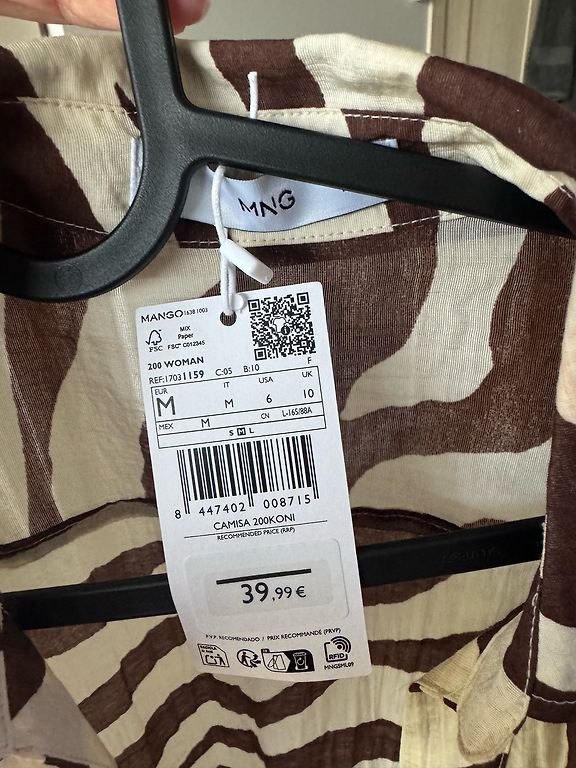 MNG
MANGO 1638 1003
MIX
Paper
FSC FSC® C012345
200 WOMAN F
REF:17031159 C:05 B:10
EUR IT USA UK
M M 6 10
MEX M CN L-165/88A
S M L
8 447402 008715
CAMISA 200KONI
RECOMMENDED PRICE (RRP)
39,99 €
P.V.P. RECOMENDADO / PRIX RECOMMANDÉ (PRVP)
RFID
MNGSML09